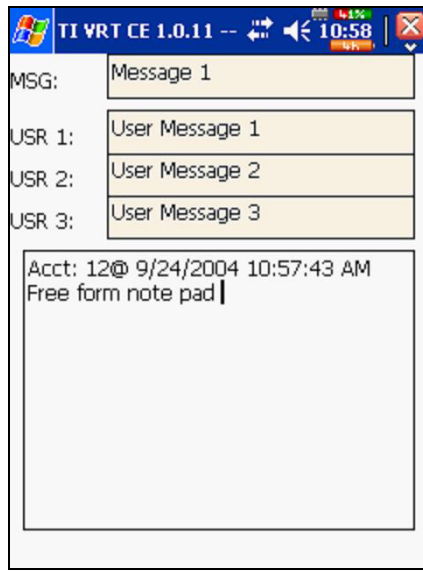 TI VRT CE 1.0.11 -- 10:58
41%
4h
MSG: Message 1
USR 1: User Message 1
USR 2: User Message 2
USR 3: User Message 3
Acct: 12@ 9/24/2004 10:57:43 AM
Free form note pad